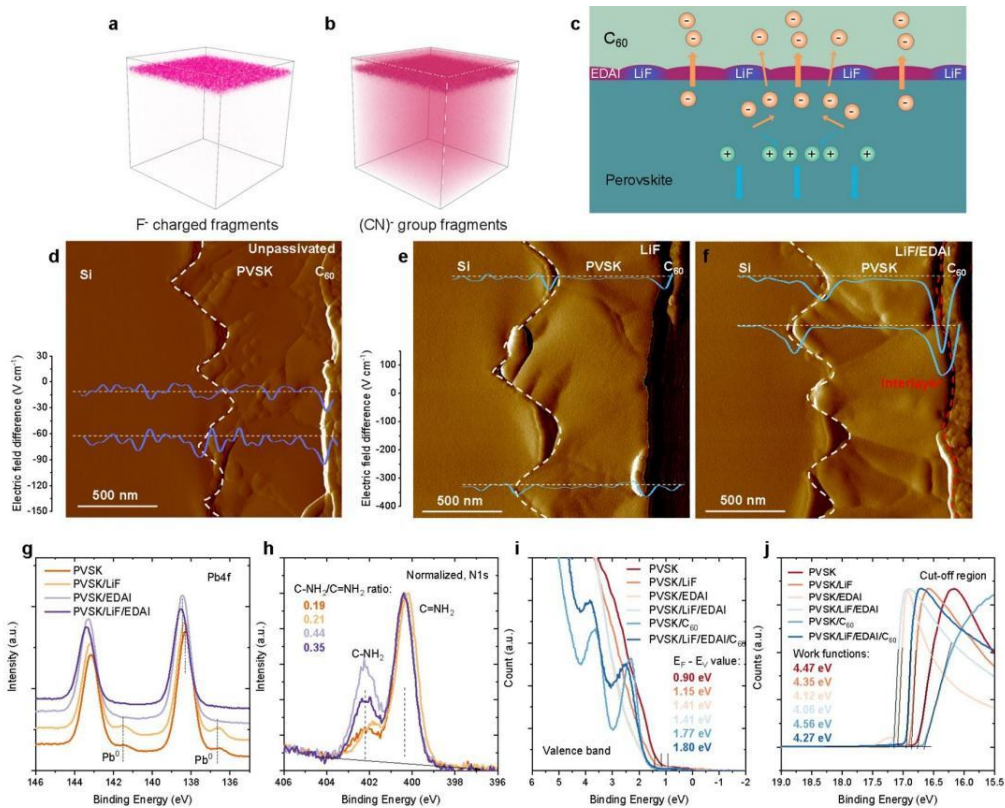 a
b
c
F- charged fragments
(CN)- group fragments
C60
EDAI
LiF
LiF
LiF
LiF
Perovskite
d
Unpassivated
Si
PVSK
C60
Electric field difference (V cm⁻¹)
30
0
-30
-60
-90
-120
-150
500 nm
e
LiF
Si
PVSK
C60
Electric field difference (V cm⁻¹)
100
0
-100
-200
-300
-400
500 nm
f
LiF/EDAI
Si
PVSK
C60
Interlayer
500 nm
g
PVSK
PVSK/LiF
PVSK/EDAI
PVSK/LiF/EDAI
Pb4f
Pb⁰
Pb⁰
Intensity (a.u.)
146 144 142 140 138 136
Binding Energy (eV)
h
Normalized, N1s
C-NH2/C=NH2 ratio:
0.19
0.21
0.44
0.35
C-NH2
C=NH2
Intensity (a.u.)
406 404 402 400 398 396
Binding Energy (eV)
i
PVSK
PVSK/LiF
PVSK/EDAI
PVSK/LiF/EDAI
PVSK/C60
PVSK/LiF/EDAI/C60
EF - EV value:
0.90 eV
1.15 eV
1.41 eV
1.41 eV
1.77 eV
1.80 eV
Valence band
Count (a.u.)
6 5 4 3 2 1 0 -1 -2
Binding Energy (eV)
j
PVSK
PVSK/LiF
PVSK/EDAI
PVSK/LiF/EDAI
PVSK/C60
PVSK/LiF/EDAI/C60
Cut-off region
Work functions:
4.47 eV
4.35 eV
4.12 eV
4.06 eV
4.56 eV
4.27 eV
Counts (a.u.)
19.0 18.5 18.0 17.5 17.0 16.5 16.0 15.5
Binding Energy (eV)